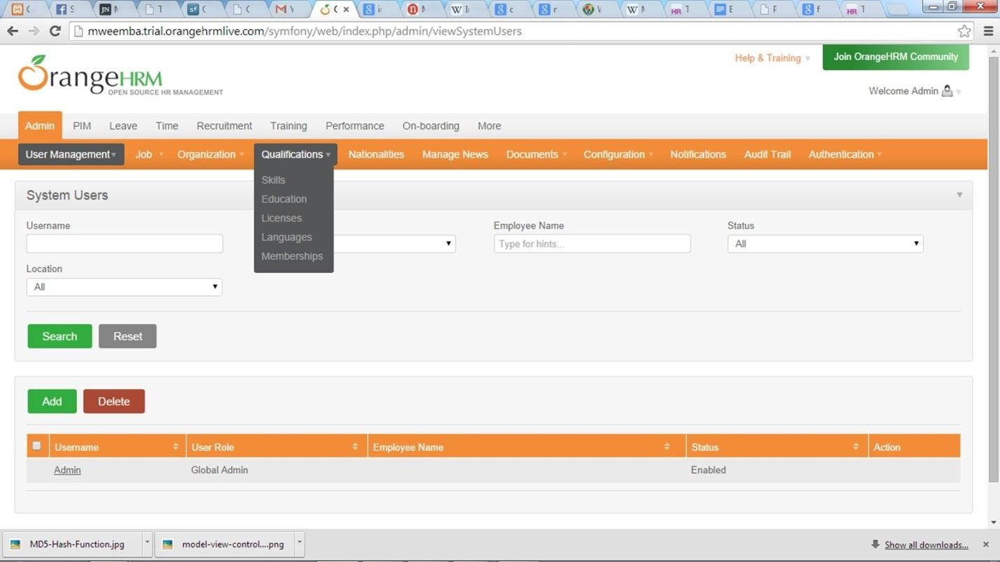 mweemba.trial.orangehrmlive.com/symfony/web/index.php/admin/viewSystemUsers
OrangeHRM
OPEN SOURCE HR MANAGEMENT
Help & Training
Join OrangeHRM Community
Welcome Admin
Admin PIM Leave Time Recruitment Training Performance On-boarding More
User Management Job Organization Qualifications Nationalities Manage News Documents Configuration Notifications Audit Trail Authentication
Skills
Education
Licenses
Languages
Memberships
System Users
Username Employee Name Status
Type for hints... All
Location
All
Search Reset
Add Delete
Username User Role Employee Name Status Action
Admin Global Admin Enabled
MD5-Hash-Function.jpg model-view-control....png Show all downloads...